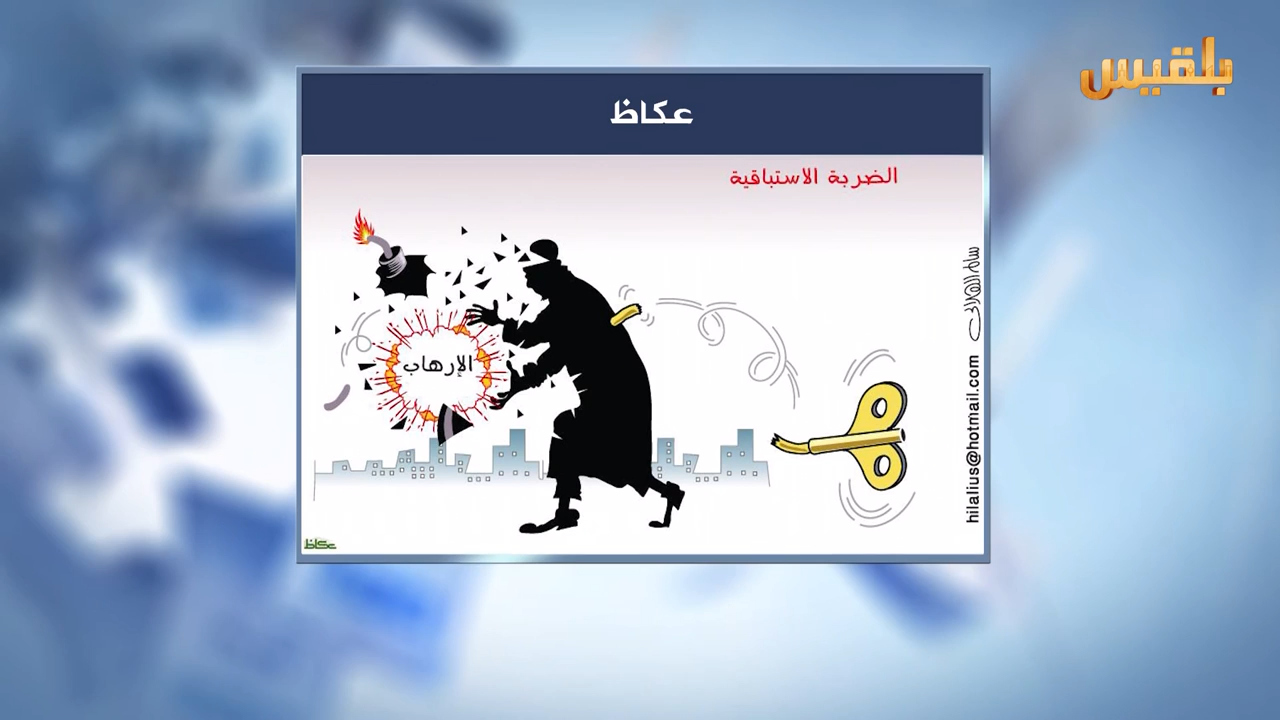 بلقيس
عكاظ
الضربة الاستباقية
الإرهاب
hilalius@hotmail.com
عكاظ